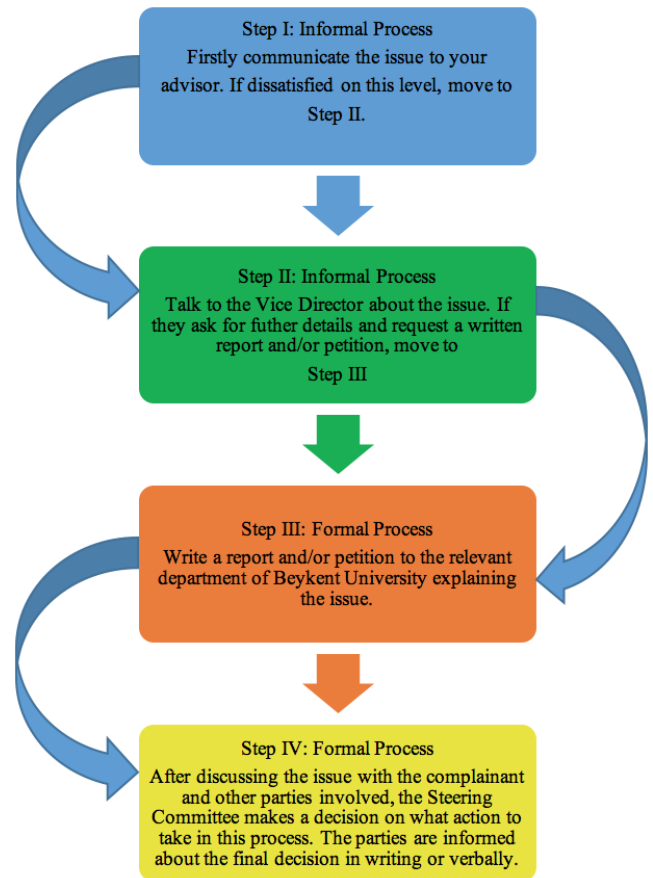 Step I: Informal Process
Firstly communicate the issue to your
advisor. If dissatisfied on this level, move to
Step II.
Step II: Informal Process
Talk to the Vice Director about the issue. If
they ask for futher details and request a written
report and/or petition, move to
Step III
Step III: Formal Process
Write a report and/or petition to the relevant
department of Beykent University explaining
the issue.
Step IV: Formal Process
After discussing the issue with the complainant
and other parties involved, the Steering
Committee makes a decision on what action to
take in this process. The parties are informed
about the final decision in writing or verbally.